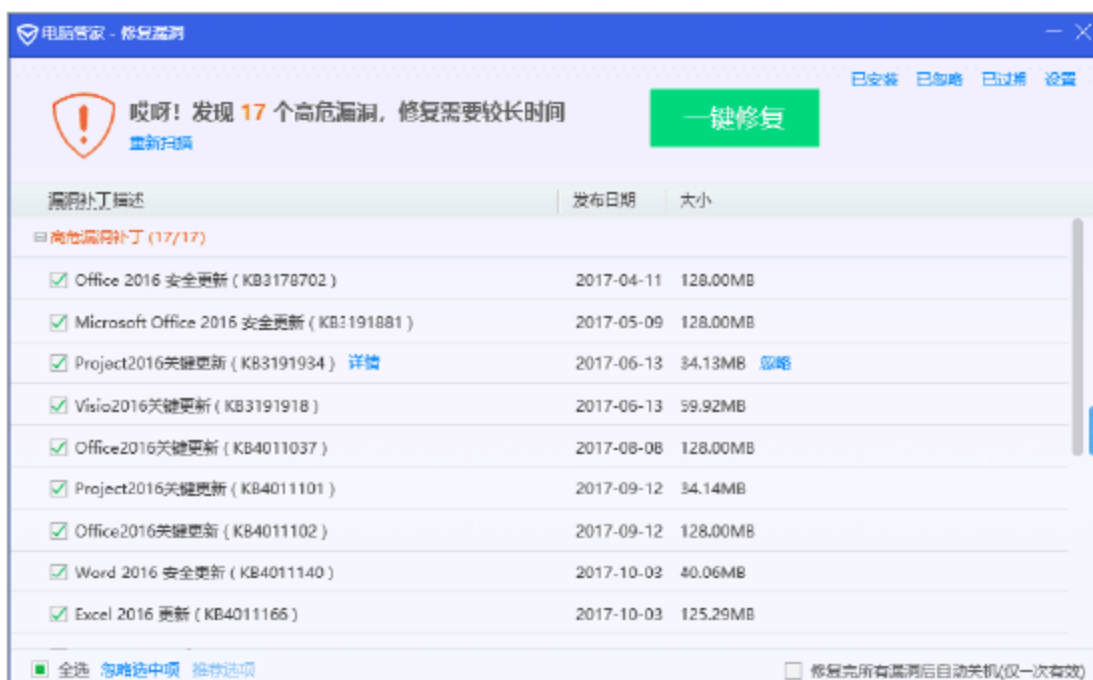 电脑管家 - 修复漏洞
已安装 已忽略 已过期 设置
哎呀！发现 17 个高危漏洞，修复需要较长时间
一键修复
重新扫描
漏洞补丁描述 发布日期 大小
高危漏洞补丁 (17/17)
Office 2016 安全更新 ( KB3178702 ) 2017-04-11 128.00MB
Microsoft Office 2016 安全更新 ( KB3191881 ) 2017-05-09 128.00MB
Project2016关键更新 ( KB3191934 ) 详情 2017-06-13 34.13MB 忽略
Visio2016关键更新 ( KB3191918 ) 2017-06-13 59.92MB
Office2016关键更新 ( KB4011037 ) 2017-08-08 128.00MB
Project2016关键更新 ( KB4011101 ) 2017-09-12 34.14MB
Office2016关键更新 ( KB4011102 ) 2017-09-12 128.00MB
Word 2016 安全更新 ( KB4011140 ) 2017-10-03 40.06MB
Excel 2016 更新 ( KB4011166 ) 2017-10-03 125.29MB
全选 忽略选中项 推荐选项 修复完所有漏洞后自动关机(仅一次有效)